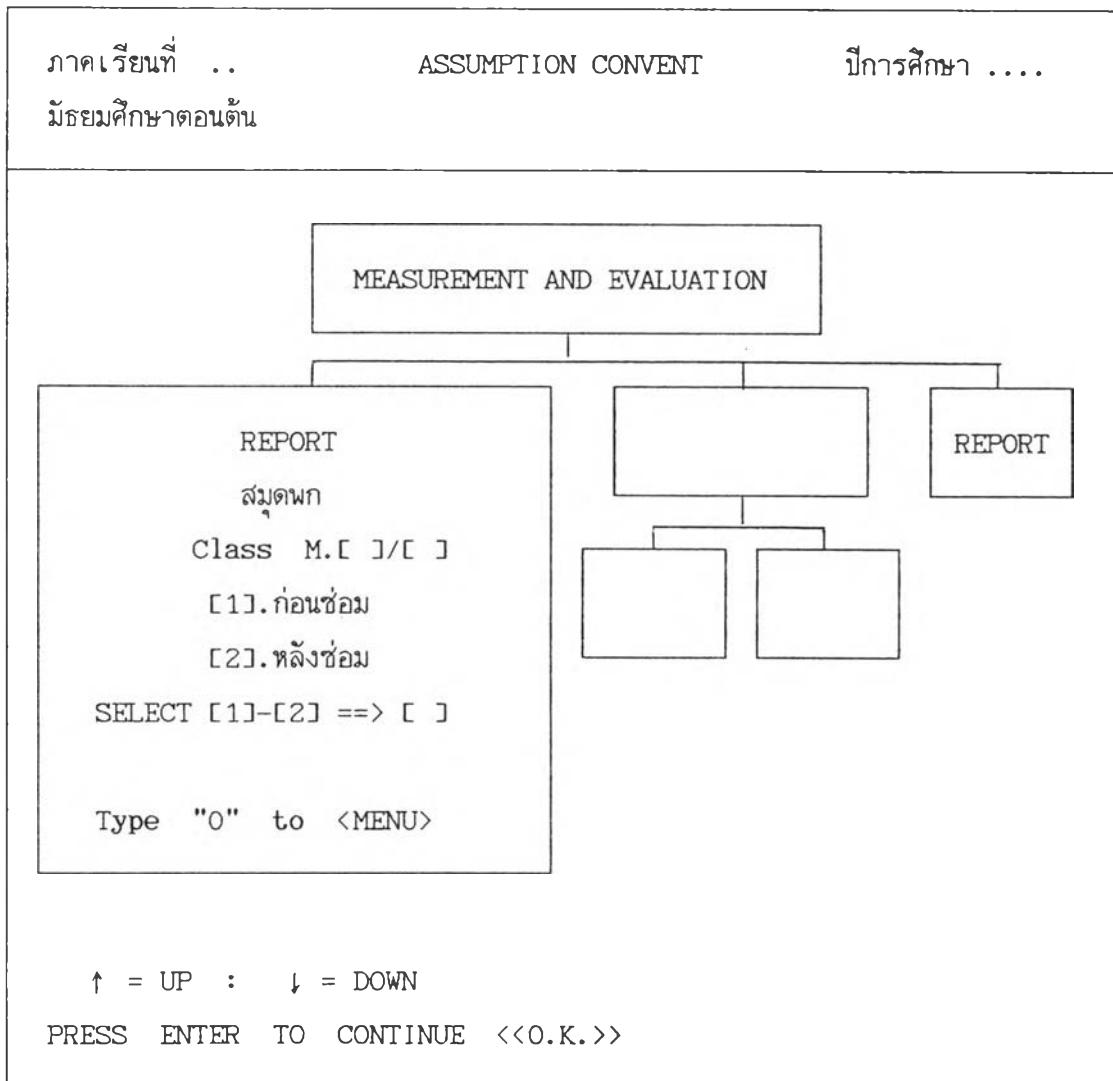 ภาคเรียนที่ .. ASSUMPTION CONVENT ปีการศึกษา ....
มัธยมศึกษาตอนต้น
MEASUREMENT AND EVALUATION
REPORT
สมุดพก
Class M.[ ]/[ ]
[1].ก่อนซ่อม
[2].หลังซ่อม
SELECT [1]-[2] ==> [ ]
Type "0" to <MENU>
REPORT
↑ = UP : ↓ = DOWN
PRESS ENTER TO CONTINUE <<O.K.>>